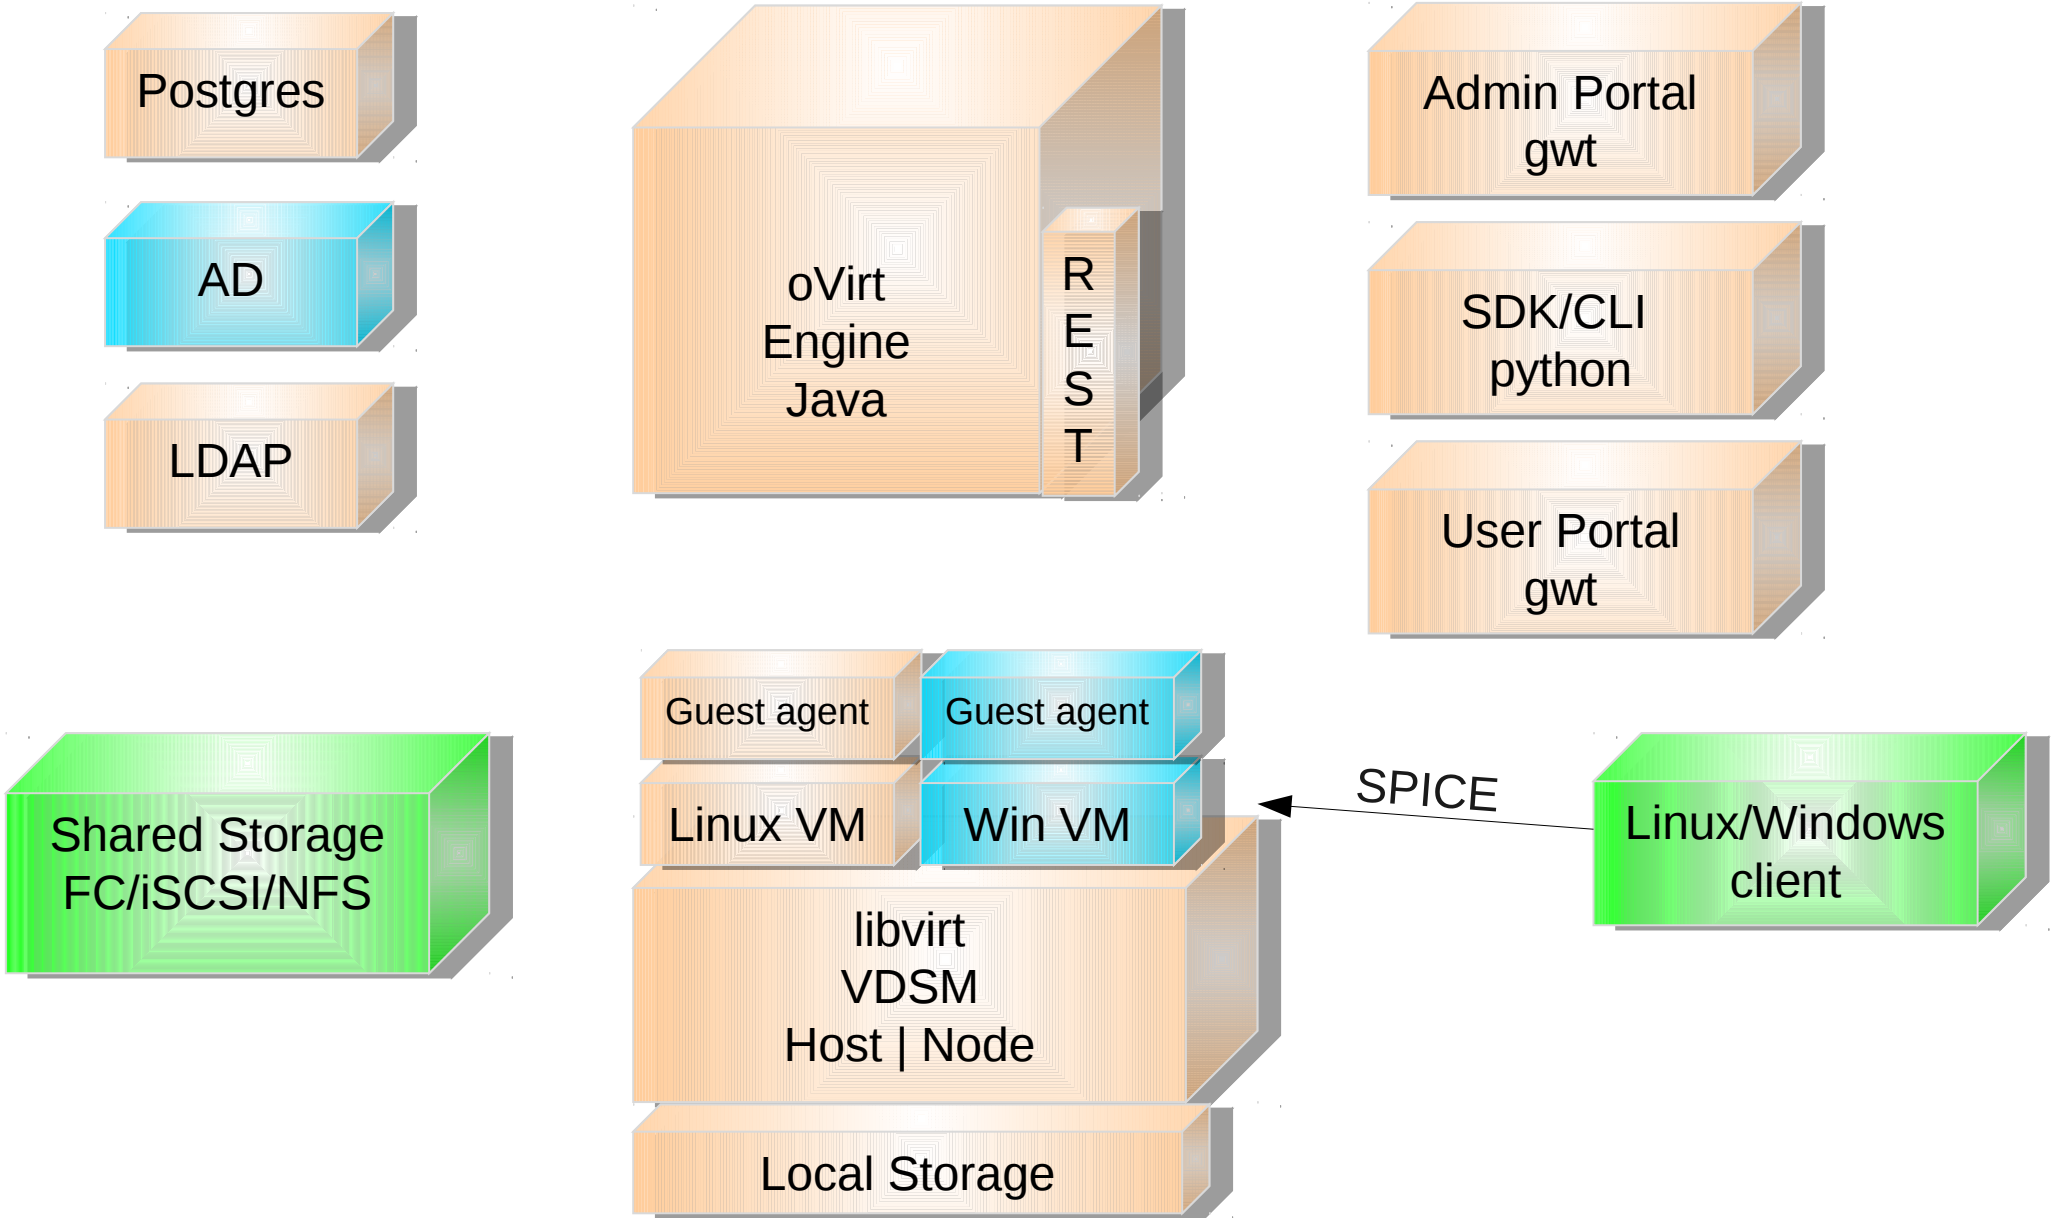 Postgres
AD
LDAP
oVirt
Engine
Java
R
E
S
T
Admin Portal
gwt
SDK/CLI
python
User Portal
gwt
Shared Storage
FC/iSCSI/NFS
Guest agent
Guest agent
Linux VM
Win VM
libvirt
VDSM
Host | Node
Local Storage
SPICE
Linux/Windows
client